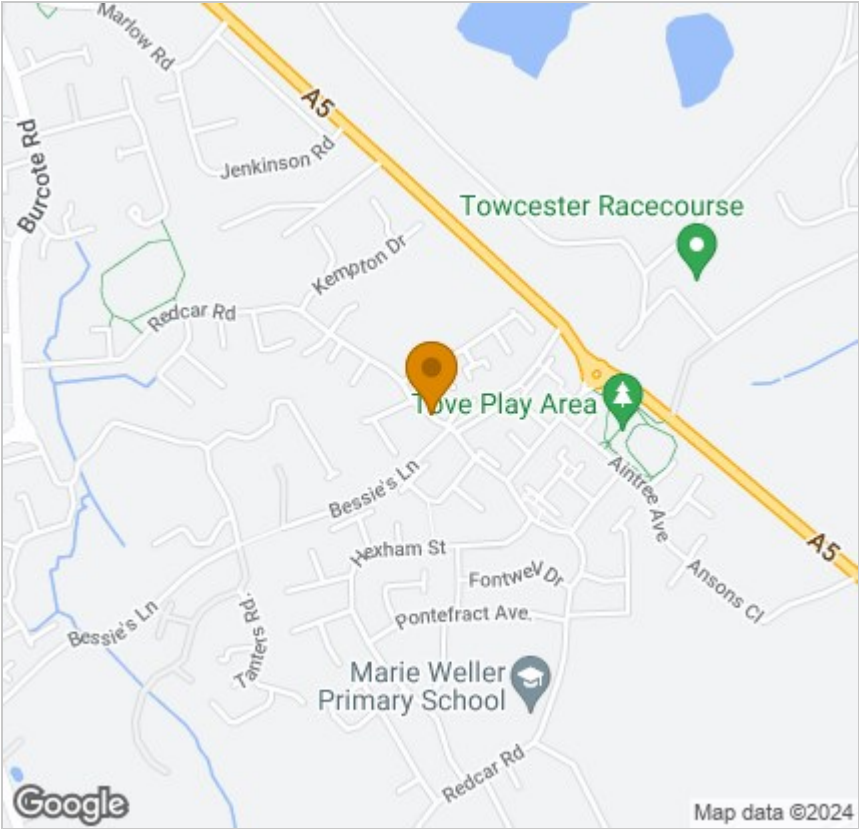 Marlow Rd
A5
Burcote Rd
Jenkinson Rd
Towcester Racecourse
Kempton Dr
Redcar Rd
Tove Play Area
Bessie's Ln
Aintree Ave
Hexham St
A5
Fontwell Dr
Ansons Cl
Pontefract Ave.
Bessie's Ln
Tanters Rd.
Marie Weller
Primary School
Redcar Rd
Google
Map data ©2024